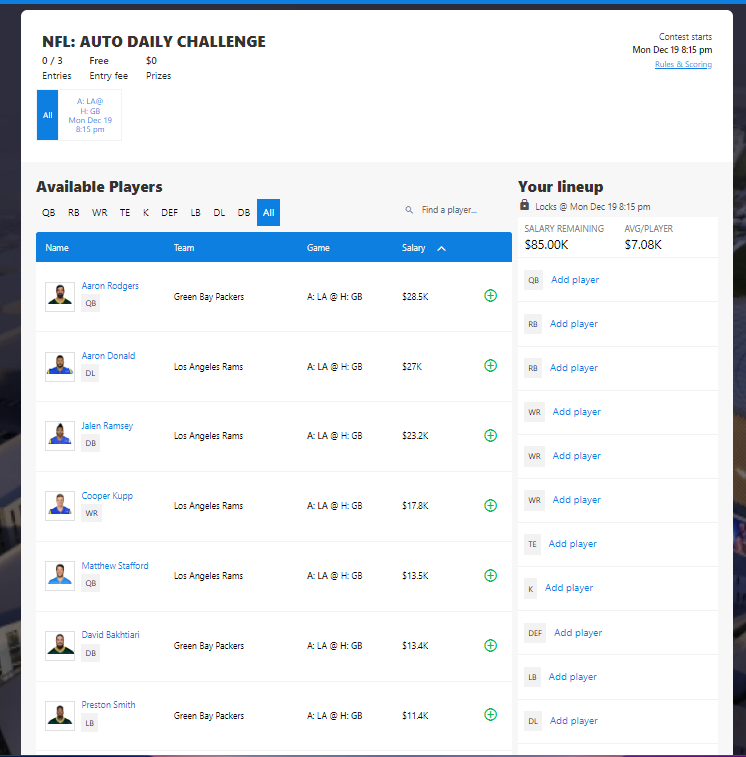 NFL: AUTO DAILY CHALLENGE
0 / 3 Free $0
Entries Entry fee Prizes
Contest starts
Mon Dec 19 8:15 pm
Rules & Scoring
All
A: LA@
H: GB
Mon Dec 19
8:15 pm
Available Players
QB RB WR TE K DEF LB DL DB All
Find a player...
Name Team Game Salary
Aaron Rodgers
QB
Green Bay Packers A: LA @ H: GB $28.5K
Aaron Donald
DL
Los Angeles Rams A: LA @ H: GB $27K
Jalen Ramsey
DB
Los Angeles Rams A: LA @ H: GB $23.2K
Cooper Kupp
WR
Los Angeles Rams A: LA @ H: GB $17.8K
Matthew Stafford
QB
Los Angeles Rams A: LA @ H: GB $13.5K
David Bakhtiari
DB
Green Bay Packers A: LA @ H: GB $13.4K
Preston Smith
LB
Green Bay Packers A: LA @ H: GB $11.4K
Your lineup
Locks @ Mon Dec 19 8:15 pm
SALARY REMAINING AVG/PLAYER
$85.00K $7.08K
QB Add player
RB Add player
RB Add player
WR Add player
WR Add player
WR Add player
TE Add player
K Add player
DEF Add player
LB Add player
DL Add player